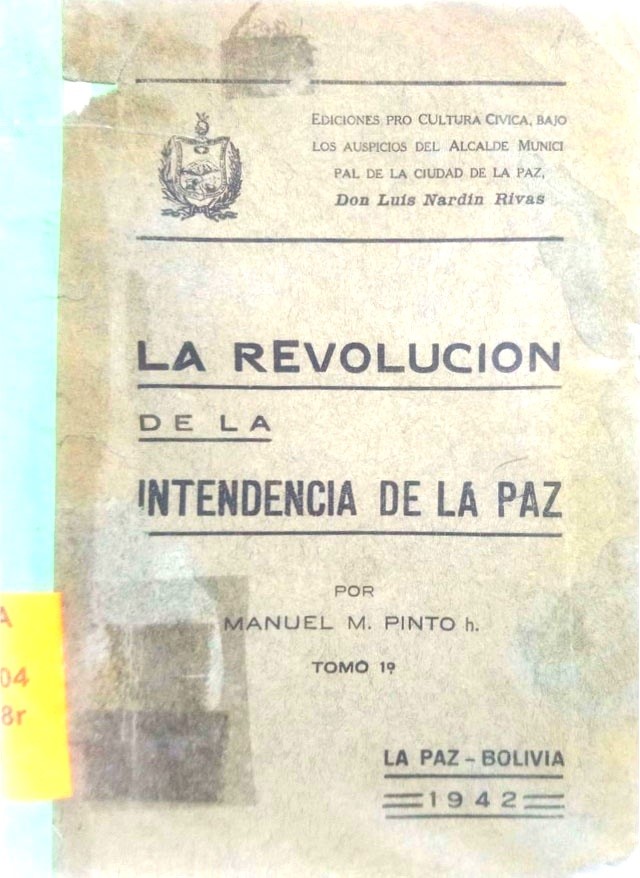 EDICIONES PRO CULTURA CIVICA, BAJO
LOS AUSPICIOS DEL ALCALDE MUNICI
PAL DE LA CIUDAD DE LA PAZ,
Don Luis Nardin Rivas
LA REVOLUCION
DE LA
INTENDENCIA DE LA PAZ
POR
MANUEL M. PINTO h.
TOMO 1º
LA PAZ - BOLIVIA
1942
A
04
8r